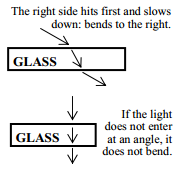 The right side hits first and slows
down: bends to the right.
GLASS
If the light
does not enter
at an angle, it
does not bend.
GLASS